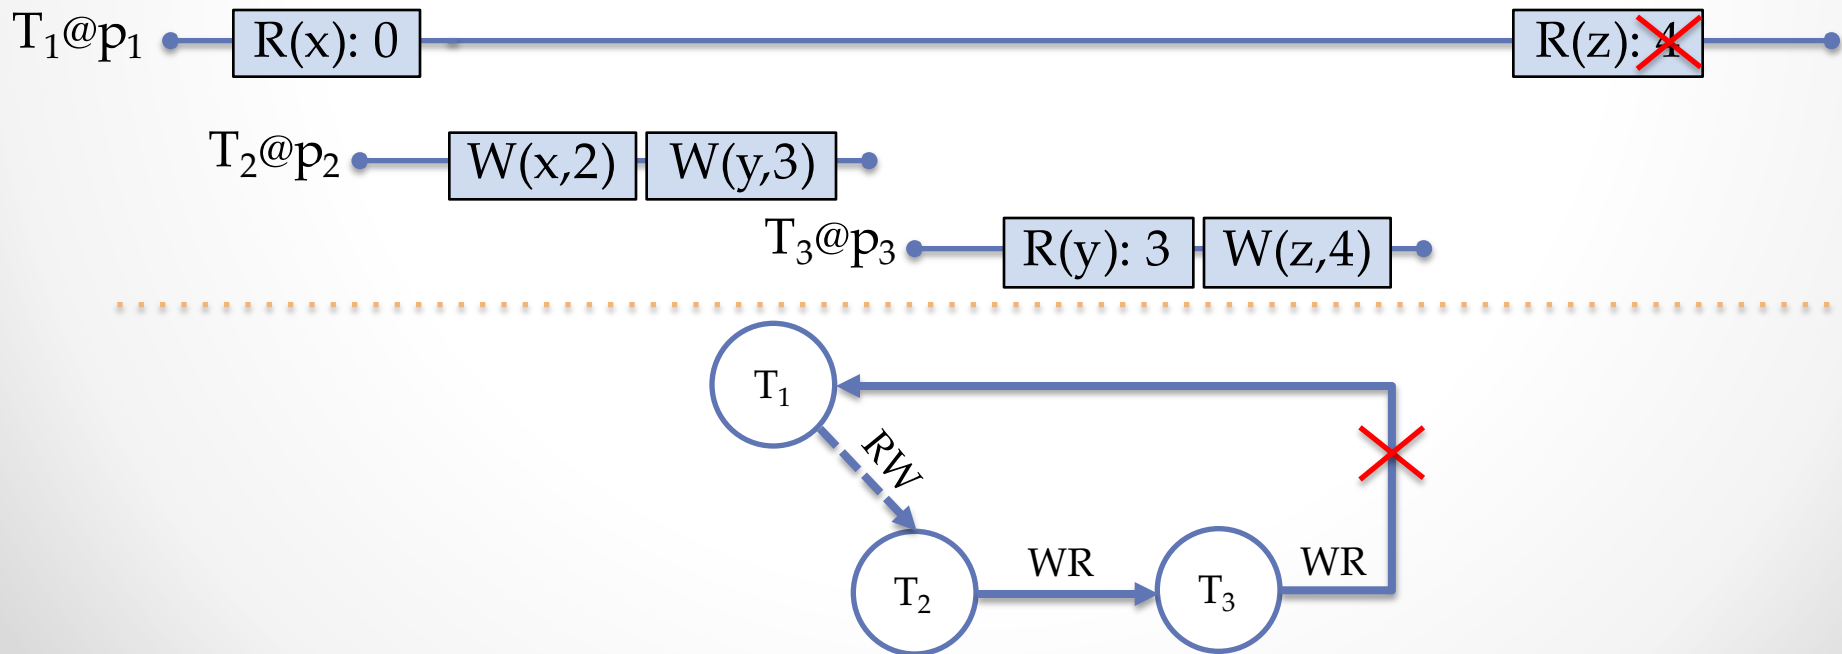 T₁@p₁ R(x): 0 R(z): 4
T₂@p₂ W(x,2) W(y,3)
T₃@p₃ R(y): 3 W(z,4)
T₁
RW
WR WR
T₂ T₃